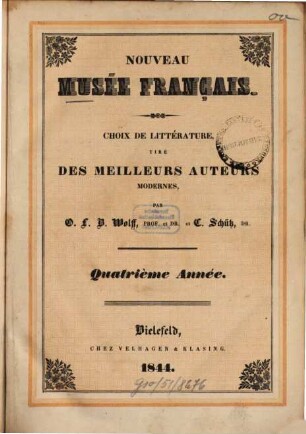 NOUVEAU
MUSÉE FRANÇAIS.
CHOIX DE LITTÉRATURE,
TIRÉ
DES MEILLEURS AUTEURS
MODERNES,
PAR
O. L. B. Wolff, PROF. et DR. et C. Schütz, DR.
Quatrième Année.
Bielefeld,
CHEZ VELHAGEN & KLASING.
1844.